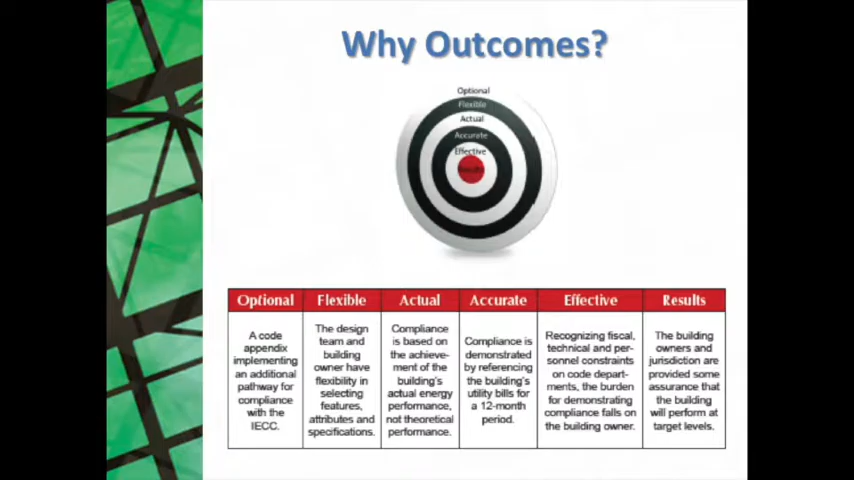 Why Outcomes?
Optional
Flexible
Actual
Accurate
Effective
Results
Optional
Flexible
Actual
Accurate
Effective
Results
A code
appendix
implementing
an additional
pathway for
compliance
with the
IECC.
The design
team and
building
owner have
flexibility in
selecting
features,
attributes and
specifications.
Compliance
is based on
the achieve-
ment of the
building's
actual energy
performance,
not theoretical
performance.
Compliance is
demonstrated
by referencing
the building's
utility bills for
a 12-month
period.
Recognizing fiscal,
technical and per-
sonnel constraints
on code depart-
ments, the burden
for demonstrating
compliance falls on
the building owner.
The building
owners and
jurisdiction are
provided some
assurance that
the building
will perform at
target levels.